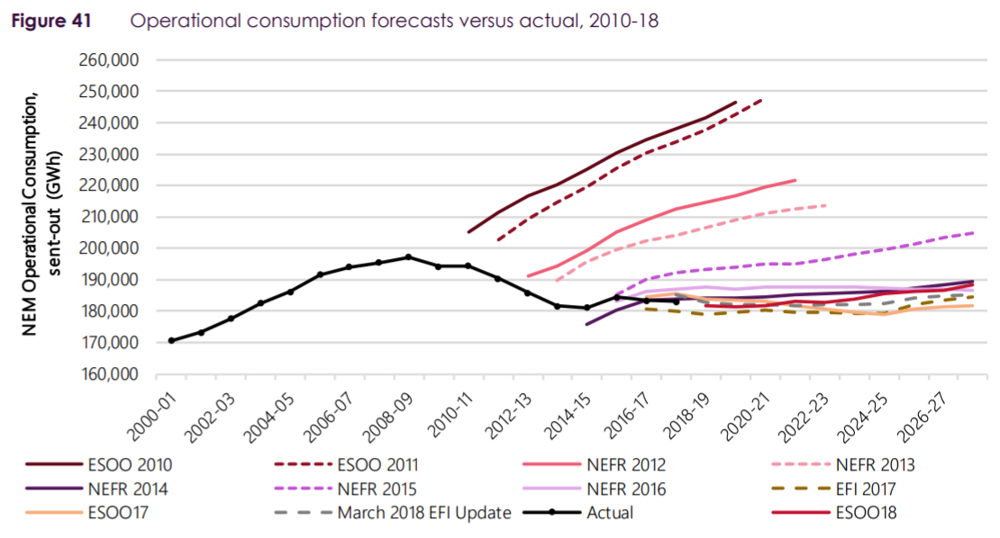 Figure 41 Operational consumption forecasts versus actual, 2010-18
NEM Operational Consumption,
sent-out (GWh)
260,000
250,000
240,000
230,000
220,000
210,000
200,000
190,000
180,000
170,000
160,000
2000-01
2002-03
2004-05
2006-07
2008-09
2010-11
2012-13
2014-15
2016-17
2018-19
2020-21
2022-23
2024-25
2026-27
ESOO 2010
ESOO 2011
NEFR 2012
NEFR 2013
NEFR 2014
NEFR 2015
NEFR 2016
EFI 2017
ESOO17
March 2018 EFI Update
Actual
ESOO18